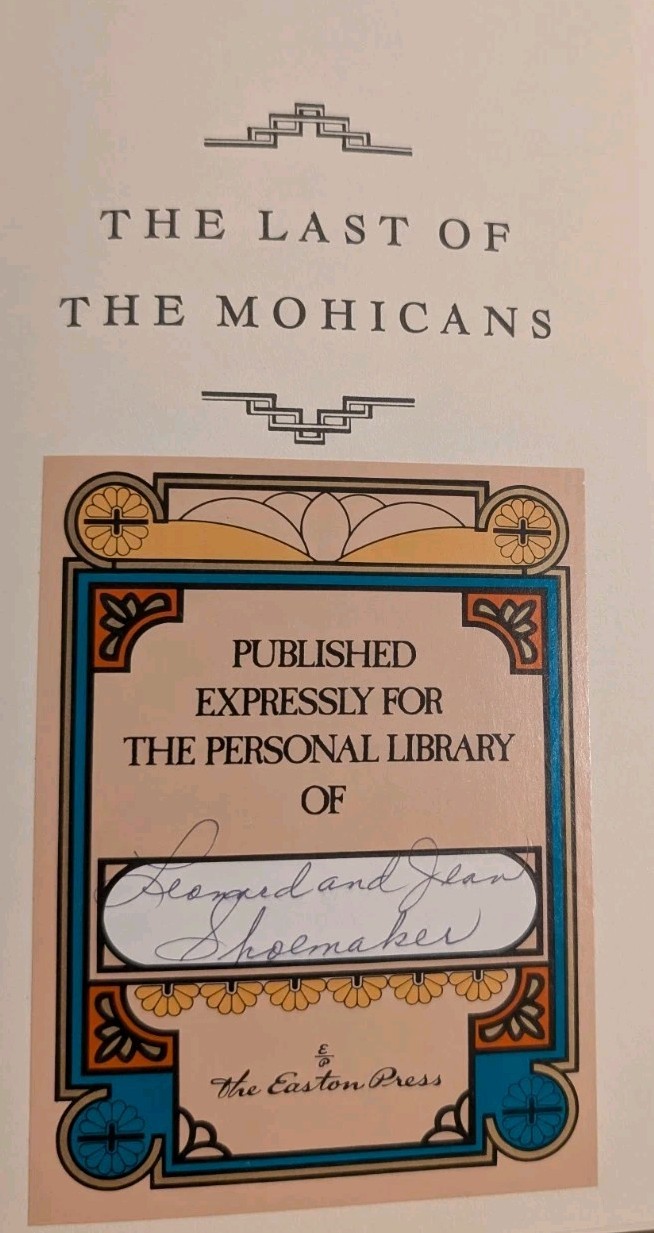 THE LAST OF
THE MOHICANS
PUBLISHED
EXPRESSLY FOR
THE PERSONAL LIBRARY
OF
Leonard and Jean
Shoemaker
E
P
The Easton Press